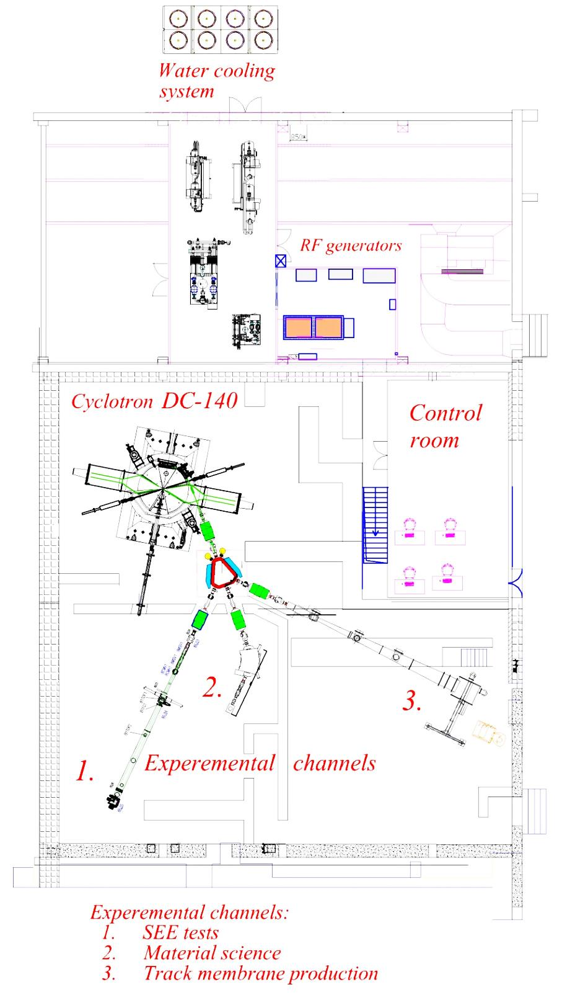 Water cooling
system
850*
RF generators
Cyclotron DC-140
Control
room
2.
3.
1.
Experemental channels
Experemental channels:
1. SEE tests
2. Material science
3. Track membrane production